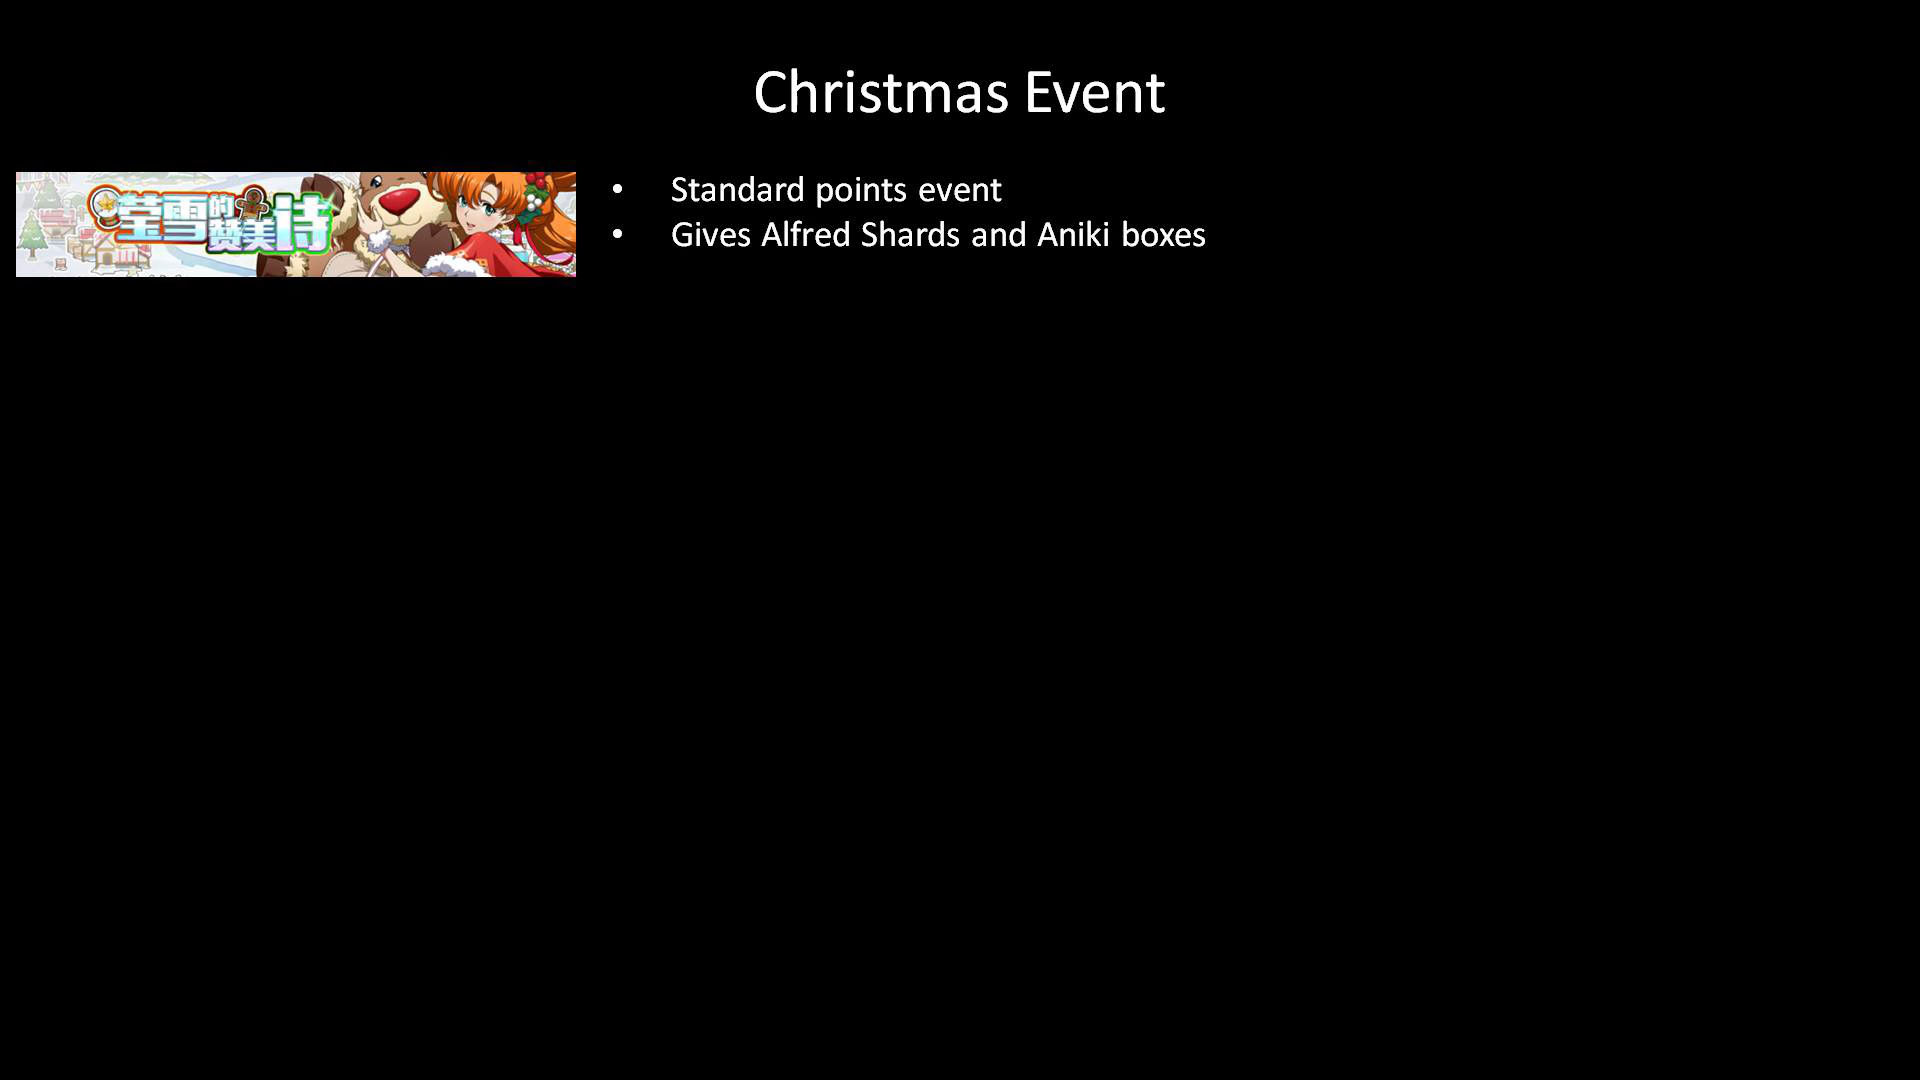 Christmas Event
莹雪的赞美诗
• Standard points event
• Gives Alfred Shards and Aniki boxes